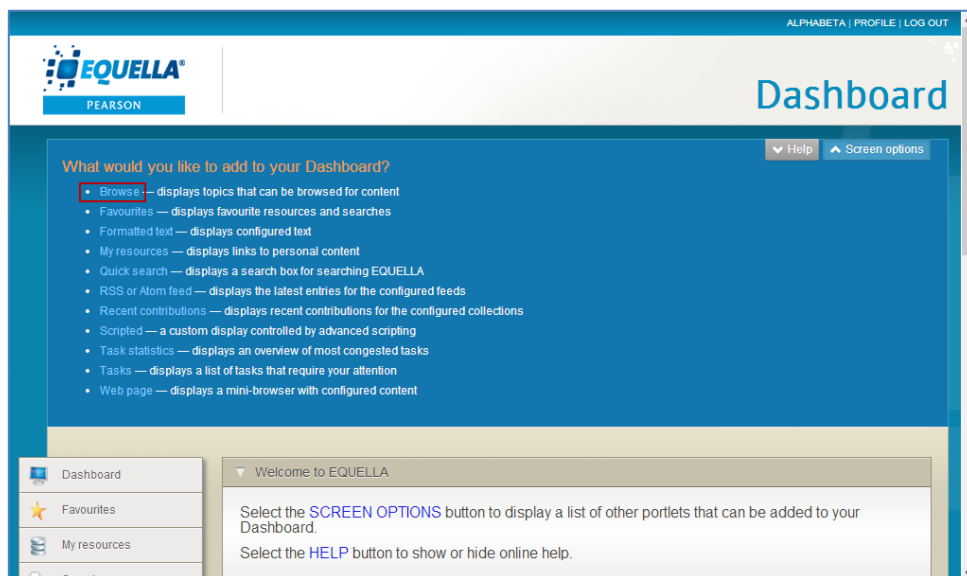 ALPHABETA | PROFILE | LOG OUT
EQUELLA®
PEARSON
Dashboard
Help
Screen options
What would you like to add to your Dashboard?
• Browse — displays topics that can be browsed for content
• Favourites — displays favourite resources and searches
• Formatted text — displays configured text
• My resources — displays links to personal content
• Quick search — displays a search box for searching EQUELLA
• RSS or Atom feed — displays the latest entries for the configured feeds
• Recent contributions — displays recent contributions for the configured collections
• Scripted — a custom display controlled by advanced scripting
• Task statistics — displays an overview of most congested tasks
• Tasks — displays a list of tasks that require your attention
• Web page — displays a mini-browser with configured content
Dashboard
Favourites
My resources
Welcome to EQUELLA
Select the SCREEN OPTIONS button to display a list of other portlets that can be added to your
Dashboard.
Select the HELP button to show or hide online help.